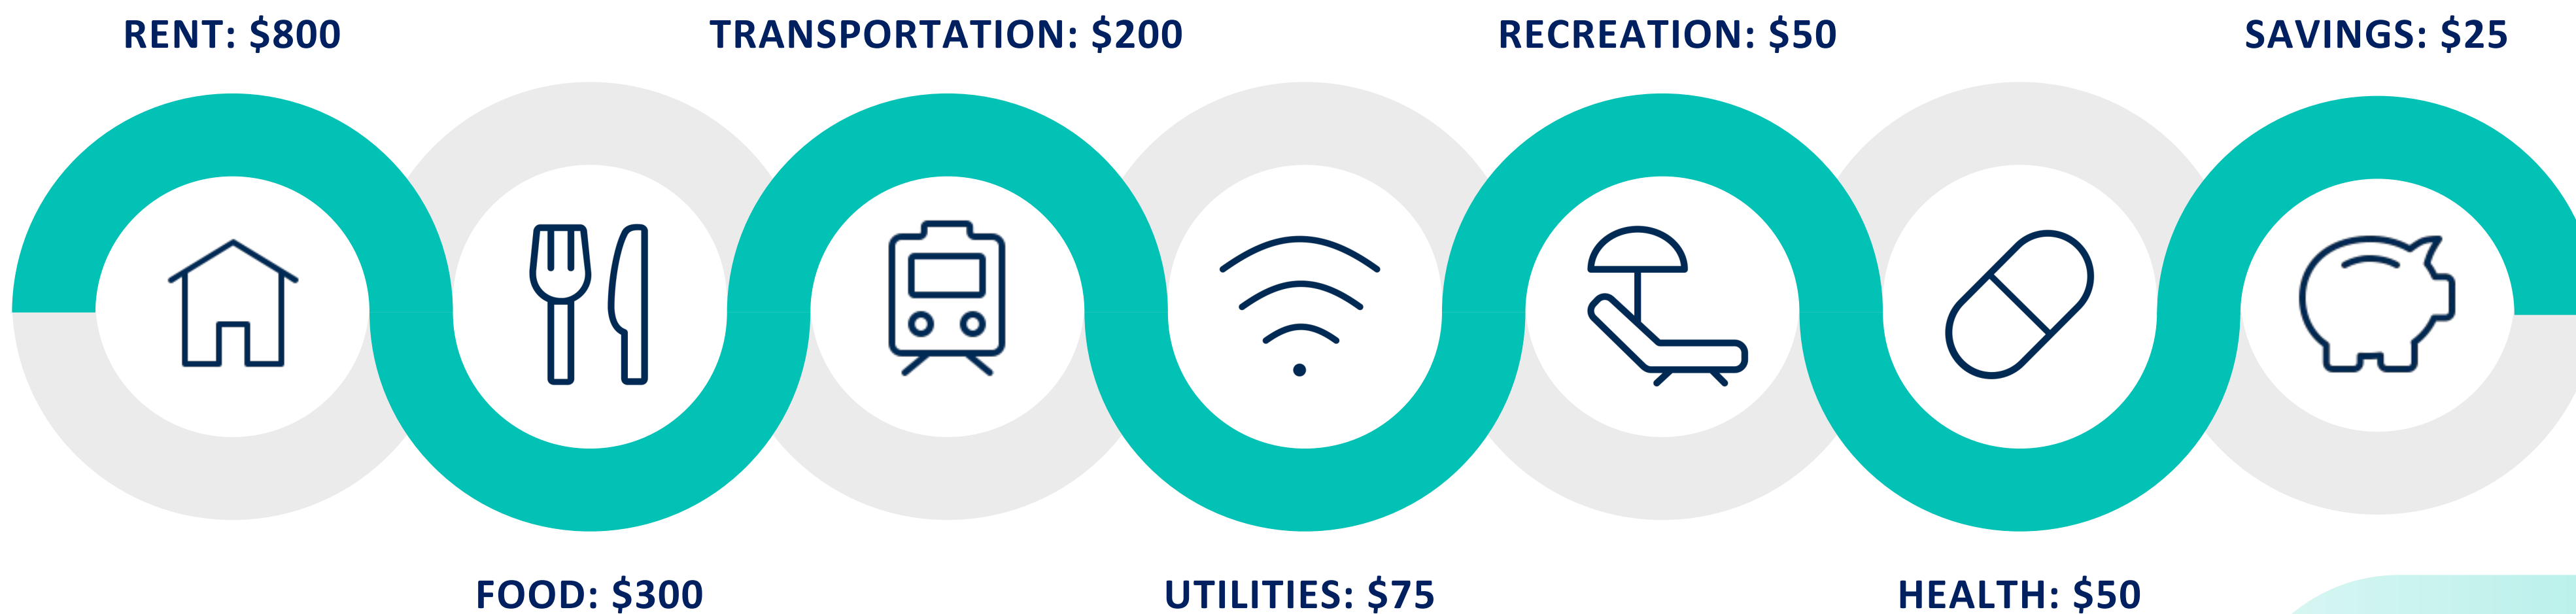 RENT: $800
TRANSPORTATION: $200
RECREATION: $50
SAVINGS: $25
FOOD: $300
UTILITIES: $75
HEALTH: $50